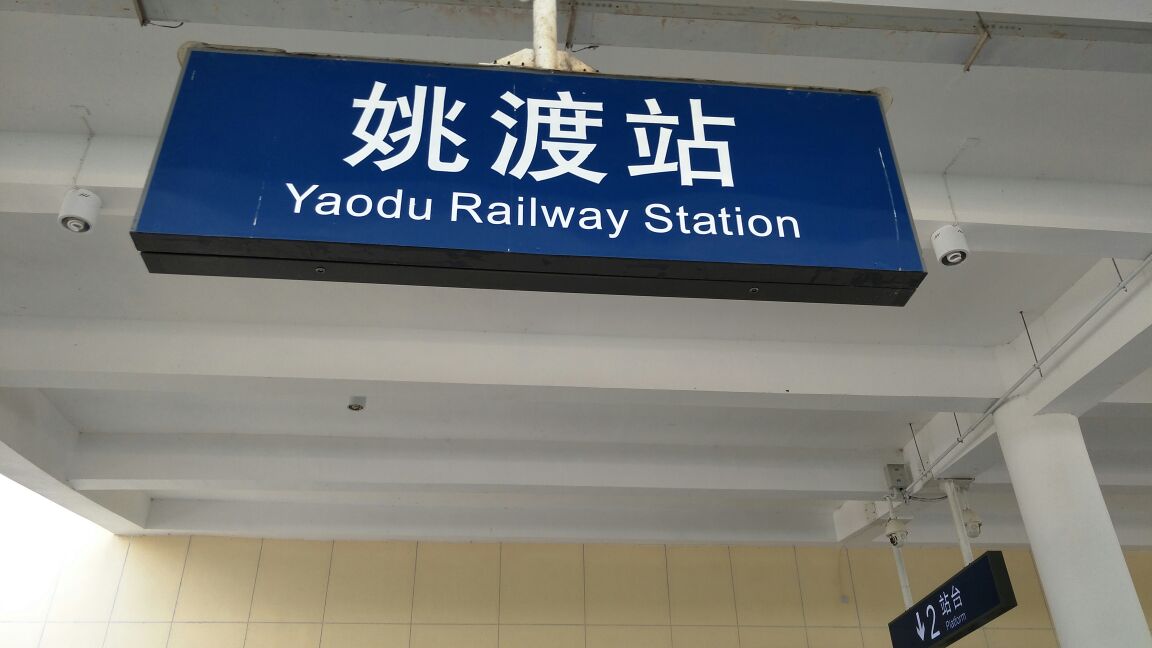 姚渡站
Yaodu Railway Station
↓2站台
Platform